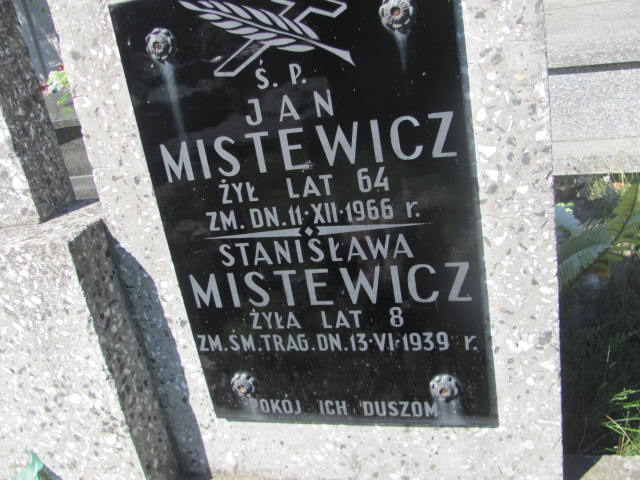 Ś. P.
JAN
MISTEWICZ
ŻYŁ LAT 64
ZM. DN. 11·XII·1966 r.
STANISŁAWA
MISTEWICZ
ŻYŁA LAT 8
ZM. ŚM. TRAG. DN. 13·VI·1939 r.
POKÓJ ICH DUSZOM!